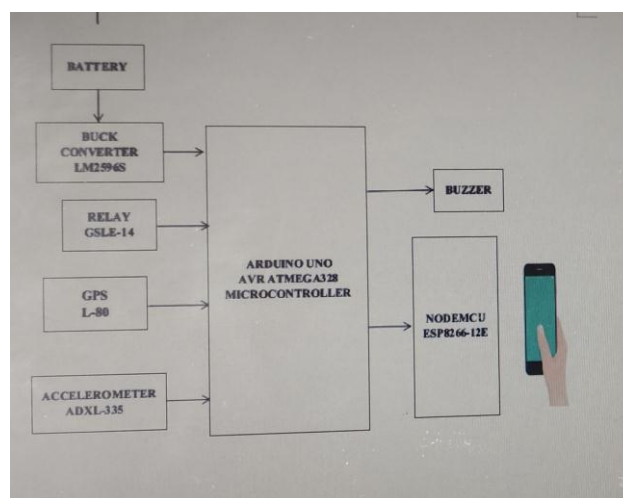 BATTERY
BUCK
CONVERTER
LM2596S
RELAY
GSLE-14
GPS
L-80
ACCELEROMETER
ADXL-335
ARDUINO UNO
AVR ATMEGA328
MICROCONTROLLER
BUZZER
NODEMCU
ESP8266-12E